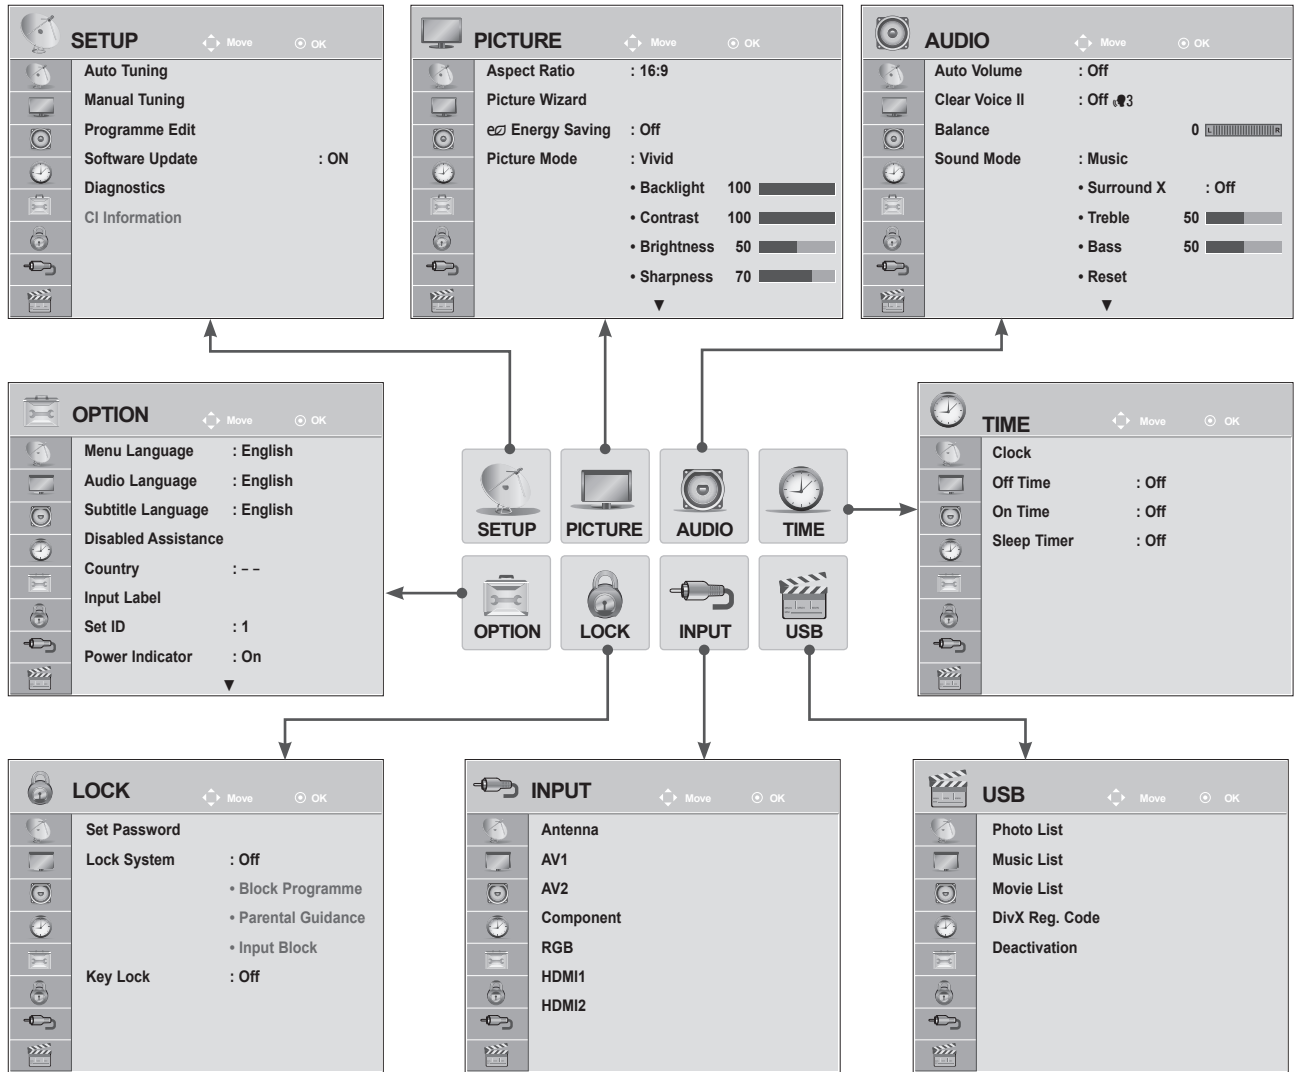 SETUP Move OK
Auto Tuning
Manual Tuning
Programme Edit
Software Update : ON
Diagnostics
CI Information
PICTURE Move OK
Aspect Ratio : 16:9
Picture Wizard
Energy Saving : Off
Picture Mode : Vivid
• Backlight 100
• Contrast 100
• Brightness 50
• Sharpness 70
▼
AUDIO Move OK
Auto Volume : Off
Clear Voice II : Off 3
Balance 0 L R
Sound Mode : Music
• Surround X : Off
• Treble 50
• Bass 50
• Reset
▼
OPTION Move OK
Menu Language : English
Audio Language : English
Subtitle Language : English
Disabled Assistance
Country : – –
Input Label
Set ID : 1
Power Indicator : On
▼
SETUP PICTURE AUDIO TIME
OPTION LOCK INPUT USB
TIME Move OK
Clock
Off Time : Off
On Time : Off
Sleep Timer : Off
LOCK Move OK
Set Password
Lock System : Off
• Block Programme
• Parental Guidance
• Input Block
Key Lock : Off
INPUT Move OK
Antenna
AV1
AV2
Component
RGB
HDMI1
HDMI2
USB Move OK
Photo List
Music List
Movie List
DivX Reg. Code
Deactivation